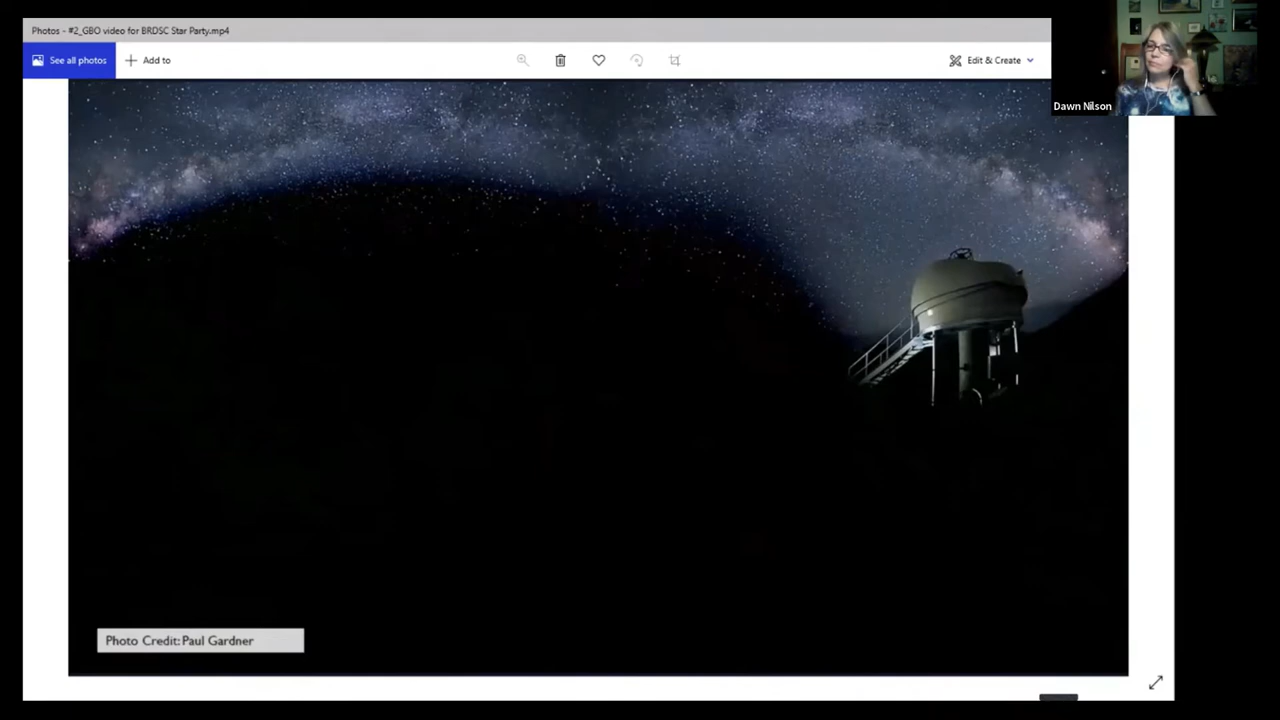 Photos - #2_GBO video for BRDSC Star Party.mp4
See all photos
Add to
Edit & Create
Dawn Nilson
Photo Credit: Paul Gardner